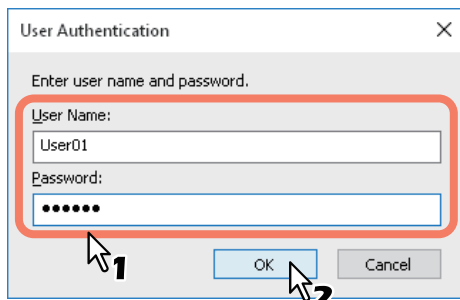 User Authentication
Enter user name and password.
User Name:
User01
Password:
••••••
1
OK
Cancel
2